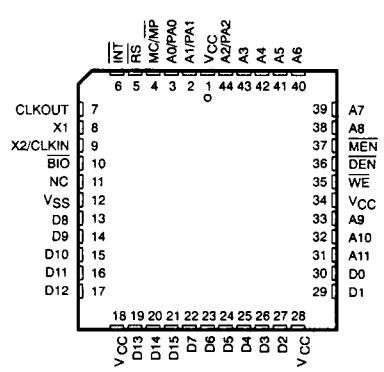 INT RS MC/MP A0/PA0 A1/PA1 VCC A2/PA2 A3 A4 A5 A6
6 5 4 3 2 1 44 43 42 41 40
CLKOUT 7 39 A7
X1 8 38 A8
X2/CLKIN 9 37 MEN
BIO 10 36 DEN
NC 11 35 WE
VSS 12 34 VCC
D8 13 33 A9
D9 14 32 A10
D10 15 31 A11
D11 16 30 D0
D12 17 29 D1
18 19 20 21 22 23 24 25 26 27 28
VCC D13 D14 D15 D7 D6 D5 D4 D3 D2 VCC